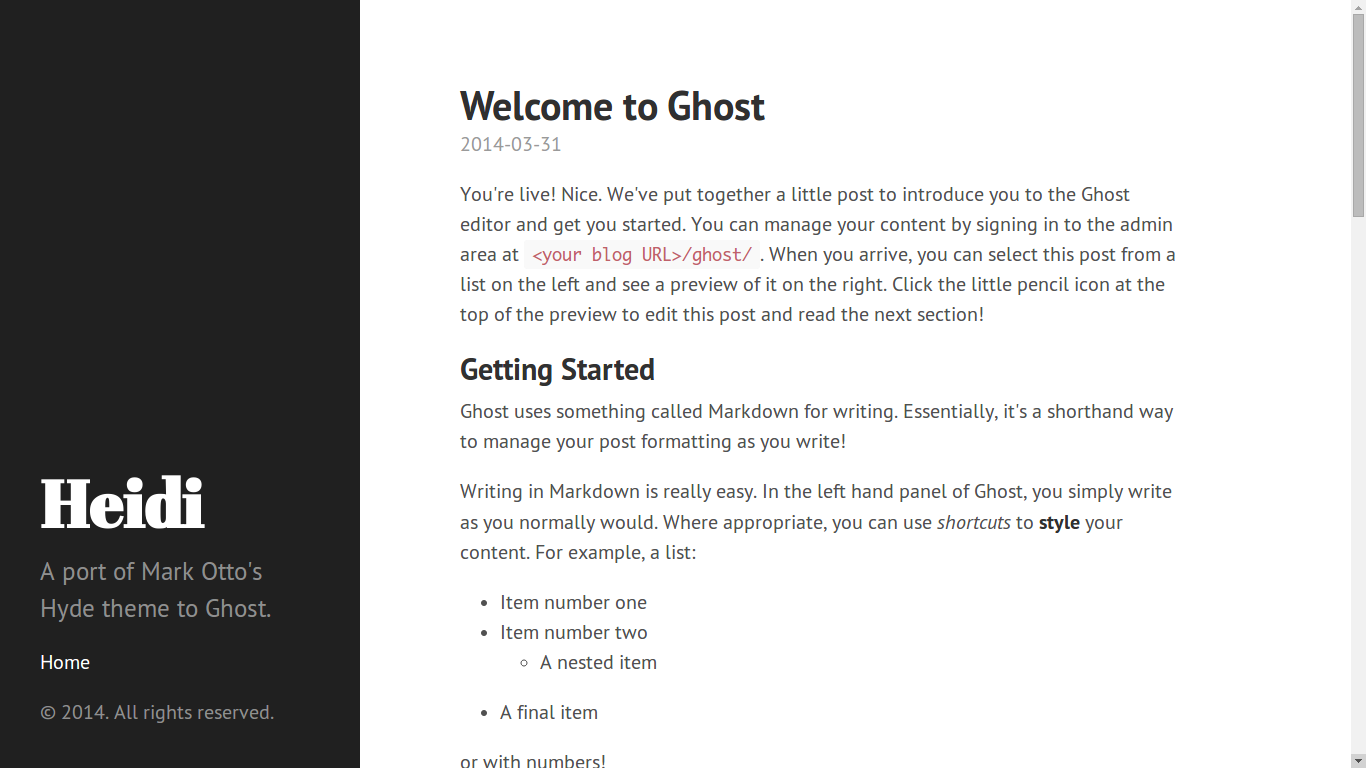 Heidi
A port of Mark Otto's
Hyde theme to Ghost.
Home
© 2014. All rights reserved.
Welcome to Ghost
2014-03-31
You're live! Nice. We've put together a little post to introduce you to the Ghost
editor and get you started. You can manage your content by signing in to the admin
area at <your blog URL>/ghost/ . When you arrive, you can select this post from a
list on the left and see a preview of it on the right. Click the little pencil icon at the
top of the preview to edit this post and read the next section!
Getting Started
Ghost uses something called Markdown for writing. Essentially, it's a shorthand way
to manage your post formatting as you write!
Writing in Markdown is really easy. In the left hand panel of Ghost, you simply write
as you normally would. Where appropriate, you can use shortcuts to style your
content. For example, a list:
• Item number one
• Item number two
◦ A nested item
• A final item
or with numbers!